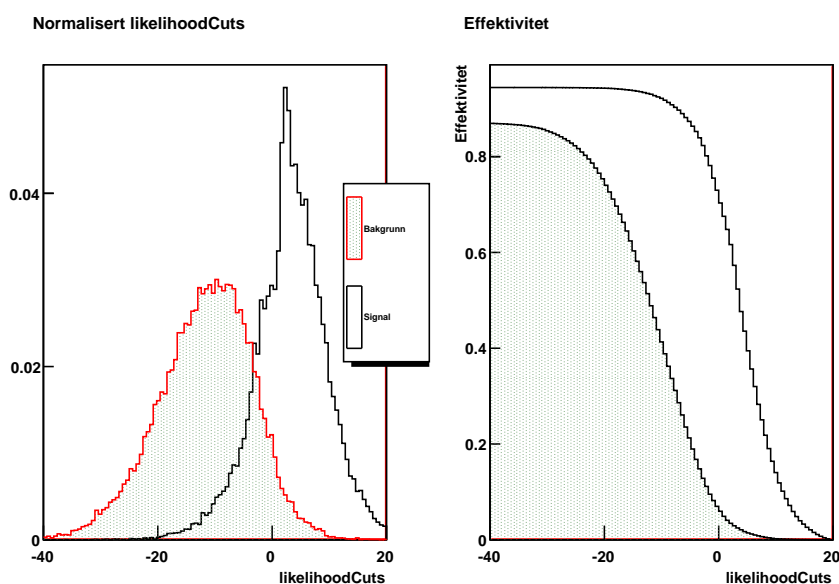 Normalisert likelihoodCuts
0.04
0.02
0
-40
-20
0
20
likelihoodCuts
Bakgrunn
Signal
Effektivitet
Effektivitet
0.8
0.6
0.4
0.2
0
-40
-20
0
20
likelihoodCuts